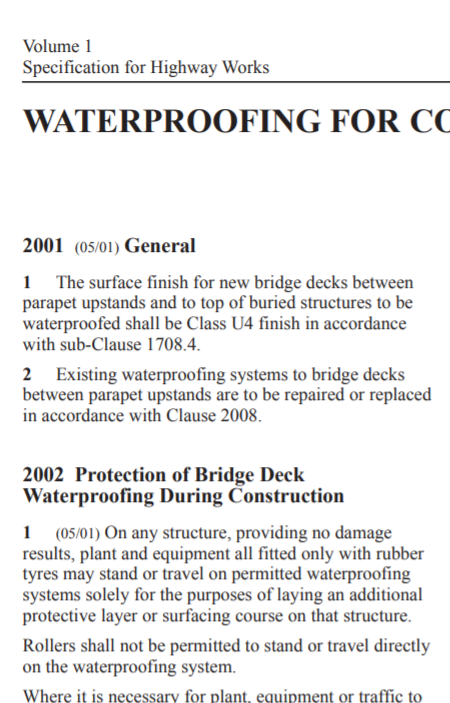 Volume 1
Specification for Highway Works
WATERPROOFING FOR CO
2001 (05/01) General
1 The surface finish for new bridge decks between
parapet upstands and to top of buried structures to be
waterproofed shall be Class U4 finish in accordance
with sub-Clause 1708.4.
2 Existing waterproofing systems to bridge decks
between parapet upstands are to be repaired or replaced
in accordance with Clause 2008.
2002 Protection of Bridge Deck
Waterproofing During Construction
1 (05/01) On any structure, providing no damage
results, plant and equipment all fitted only with rubber
tyres may stand or travel on permitted waterproofing
systems solely for the purposes of laying an additional
protective layer or surfacing course on that structure.
Rollers shall not be permitted to stand or travel directly
on the waterproofing system.
Where it is necessary for plant, equipment or traffic to